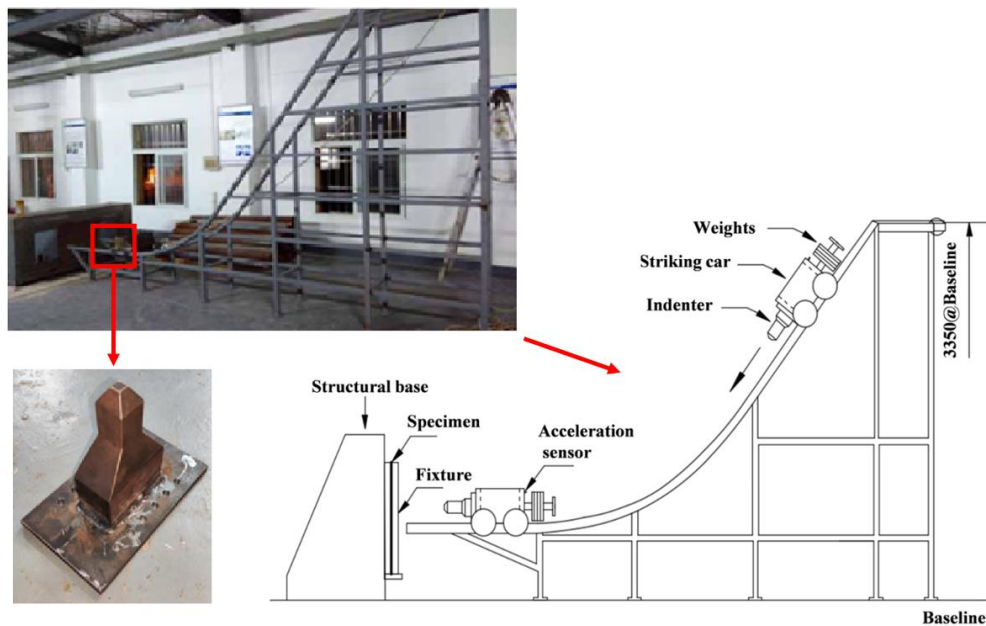 Weights
Striking car
Indenter
3350@Baseline
Structural base
Specimen
Fixture
Acceleration
sensor
Baseline